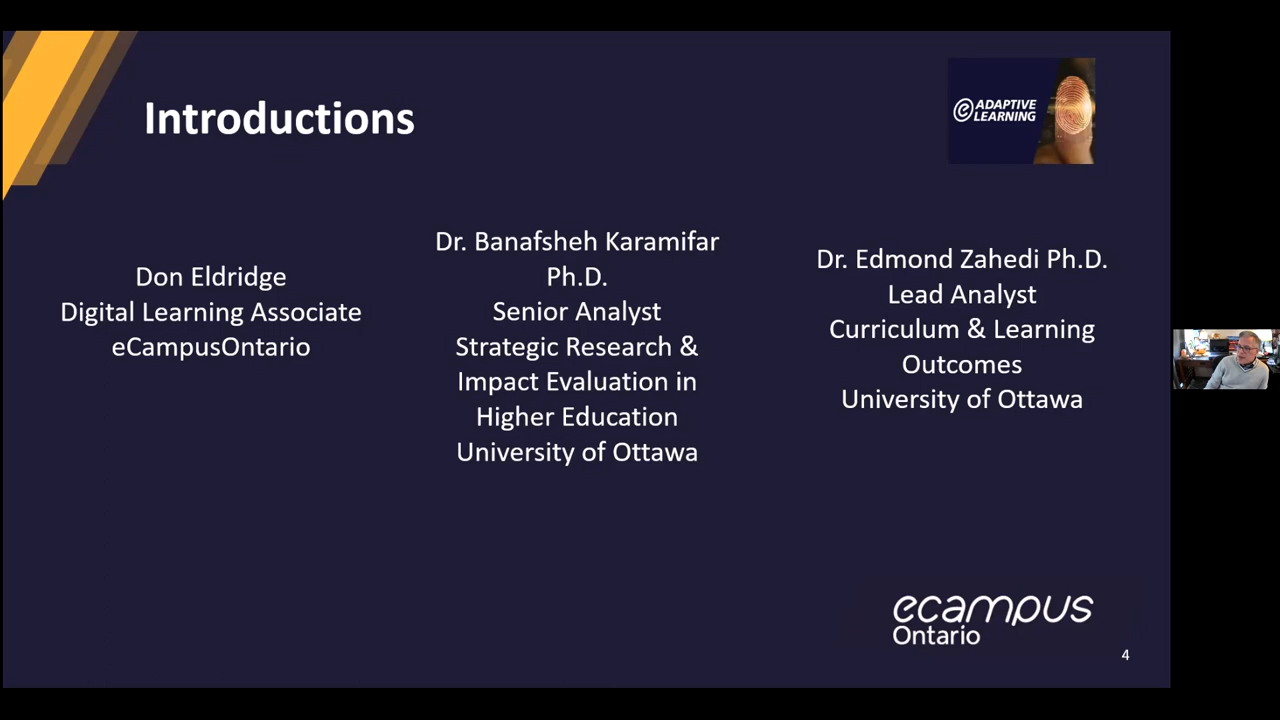 Introductions
ADAPTIVE
LEARNING
Don Eldridge
Digital Learning Associate
eCampusOntario
Dr. Banafsheh Karamifar
Ph.D.
Senior Analyst
Strategic Research &
Impact Evaluation in
Higher Education
University of Ottawa
Dr. Edmond Zahedi Ph.D.
Lead Analyst
Curriculum & Learning
Outcomes
University of Ottawa
ecampus
Ontario
4